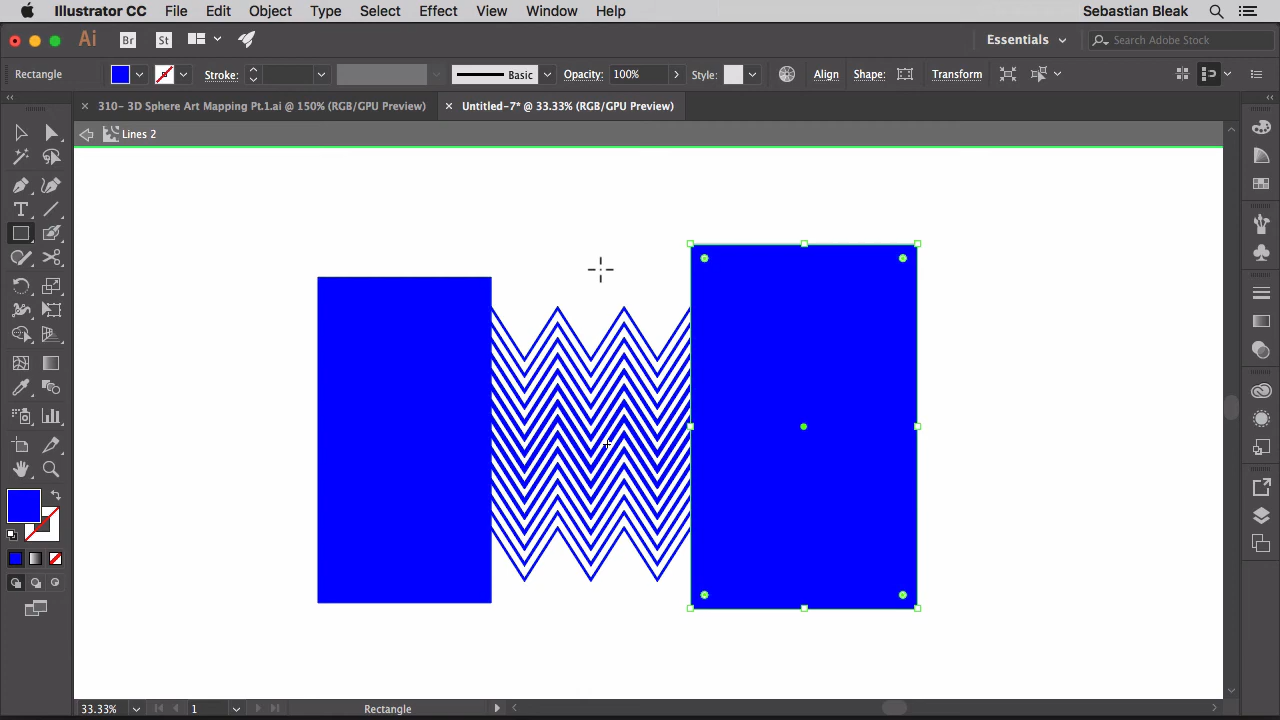 Illustrator CC File Edit Object Type Select Effect View Window Help Sebastian Bleak
Ai Br St Essentials Search Adobe Stock
Rectangle Stroke: Basic Opacity: 100% Style: Align Shape: Transform
310- 3D Sphere Art Mapping Pt.1.ai @ 150% (RGB/GPU Preview) Untitled-7* @ 33.33% (RGB/GPU Preview)
Lines 2
33.33% 1 Rectangle